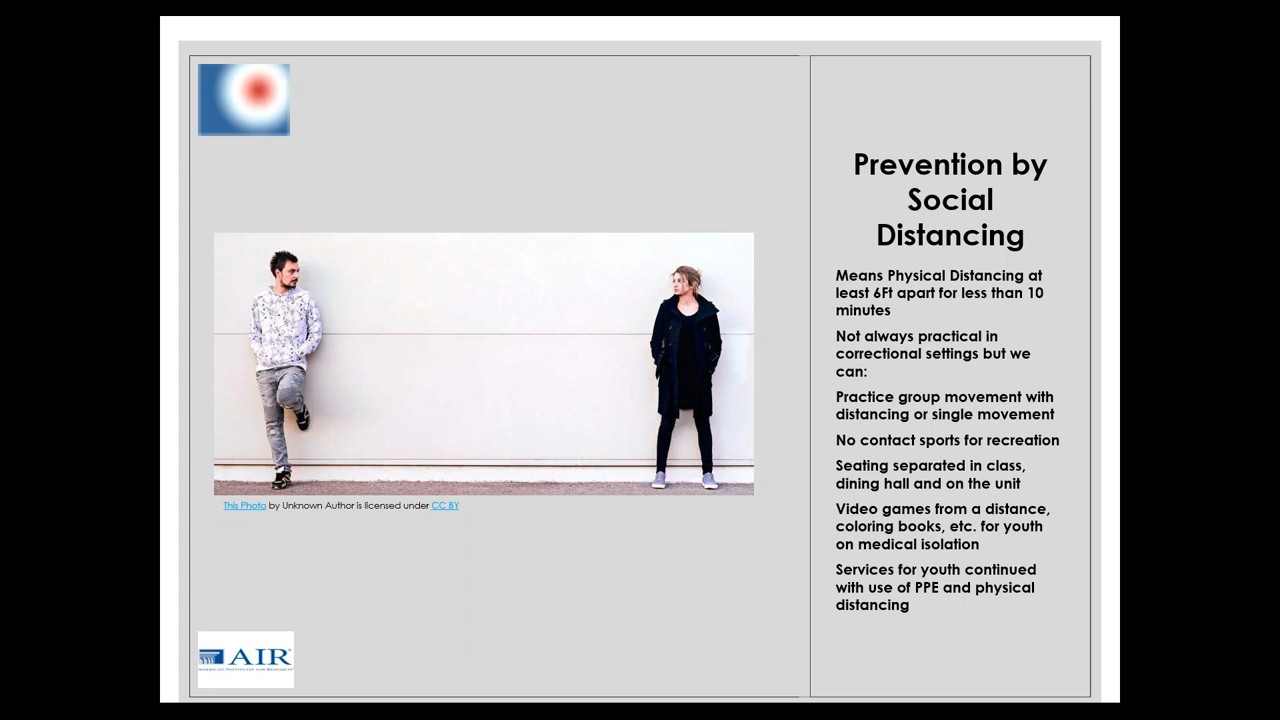 Prevention by
Social
Distancing
Means Physical Distancing at
least 6Ft apart for less than 10
minutes
Not always practical in
correctional settings but we
can:
Practice group movement with
distancing or single movement
No contact sports for recreation
Seating separated in class,
dining hall and on the unit
Video games from a distance,
coloring books, etc. for youth
on medical isolation
Services for youth continued
with use of PPE and physical
distancing
This Photo by Unknown Author is licensed under CC BY
AIR
AMERICAN INSTITUTES FOR RESEARCH